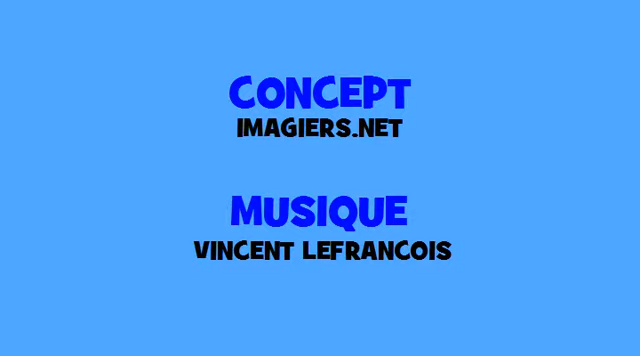 CONCEPT
IMAGIERS.NET
MUSIQUE
VINCENT LEFRANCOIS